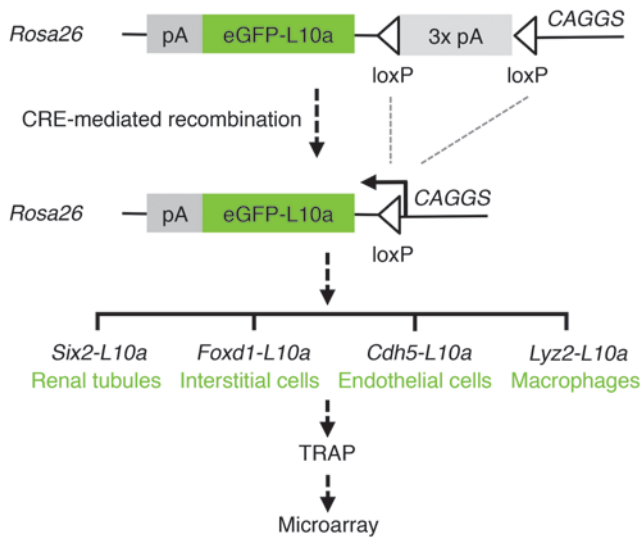 Rosa26 pA eGFP-L10a 3x pA CAGGS
loxP loxP
CRE-mediated recombination
Rosa26 pA eGFP-L10a CAGGS
loxP
Six2-L10a Foxd1-L10a Cdh5-L10a Lyz2-L10a
Renal tubules Interstitial cells Endothelial cells Macrophages
TRAP
Microarray